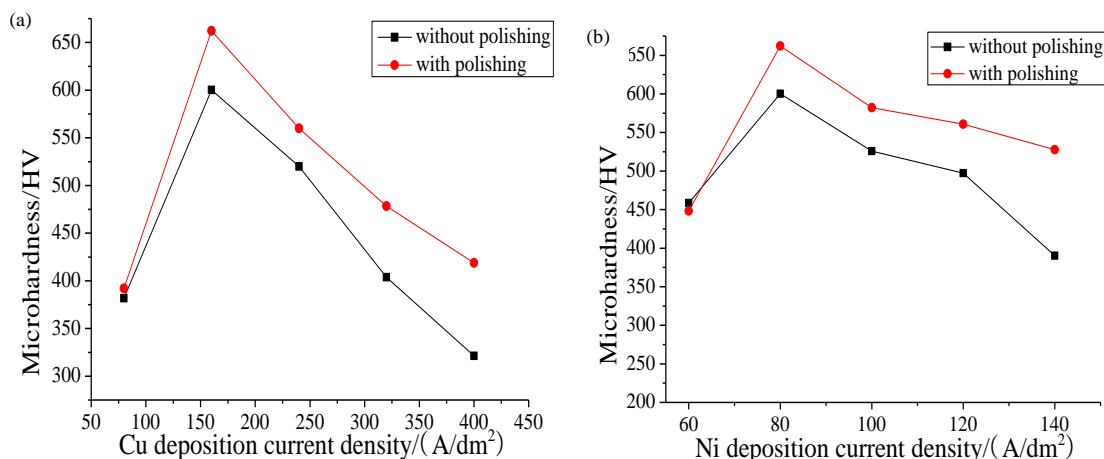 (a)
without polishing
with polishing
650
600
550
500
450
400
350
300
50 100 150 200 250 300 350 400 450
Microhardness/HV
Cu deposition current density/(A/dm²)
(b)
without polishing
with polishing
650
600
550
500
450
400
350
300
250
200
60 80 100 120 140
Microhardness/HV
Ni deposition current density/(A/dm²)